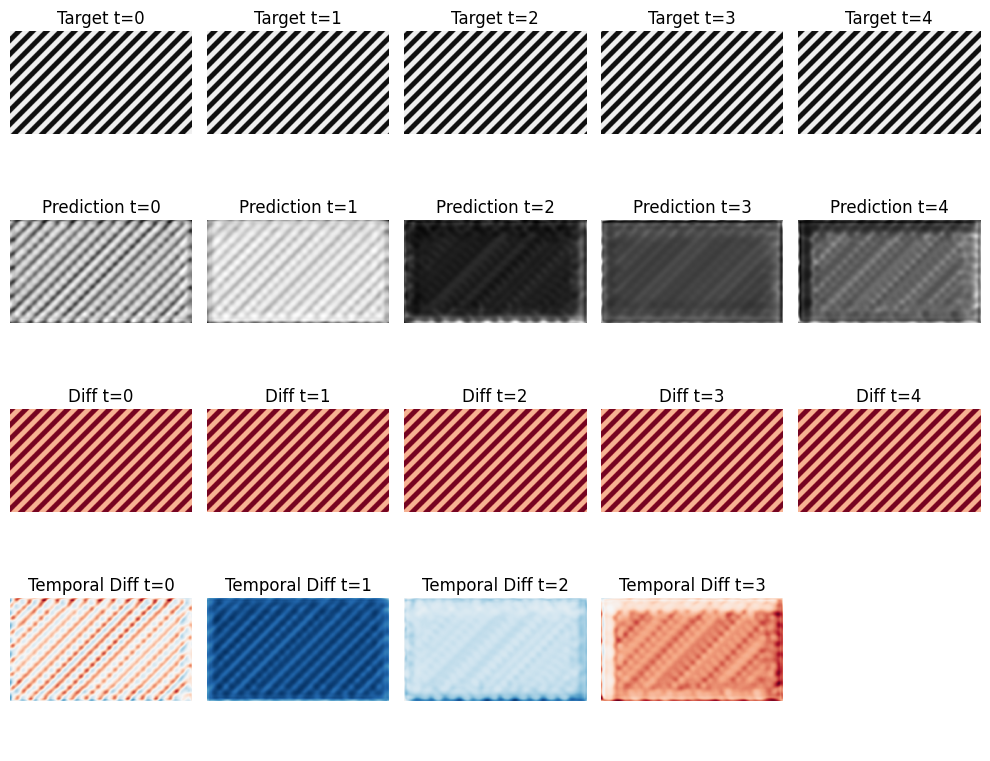 Target t=0
Target t=1
Target t=2
Target t=3
Target t=4
Prediction t=0
Prediction t=1
Prediction t=2
Prediction t=3
Prediction t=4
Diff t=0
Diff t=1
Diff t=2
Diff t=3
Diff t=4
Temporal Diff t=0
Temporal Diff t=1
Temporal Diff t=2
Temporal Diff t=3